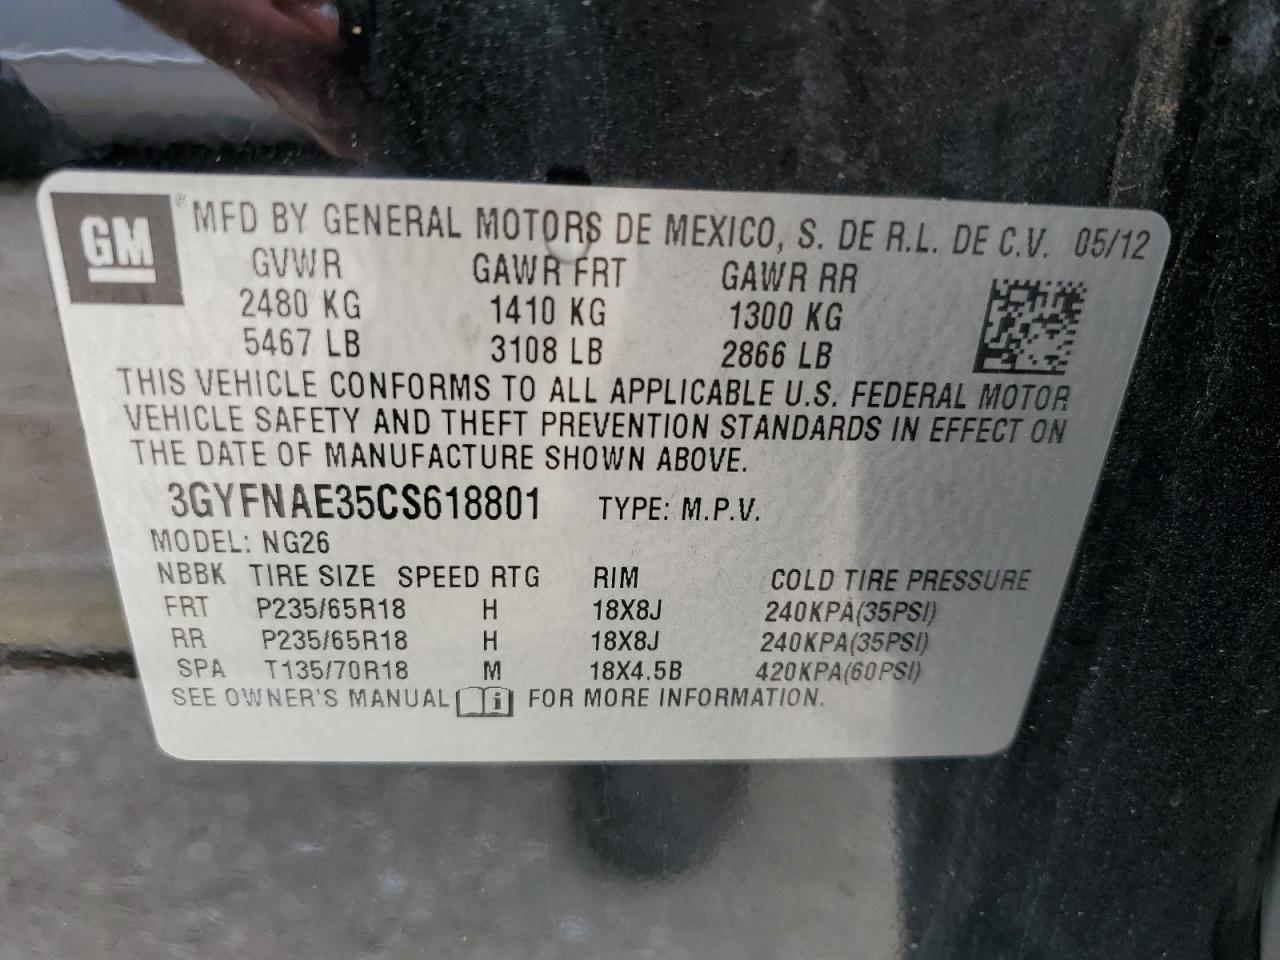 GM ® MFD BY GENERAL MOTORS DE MEXICO, S. DE R.L. DE C.V. 05/12
GVWR GAWR FRT GAWR RR
2480 KG 1410 KG 1300 KG
5467 LB 3108 LB 2866 LB
THIS VEHICLE CONFORMS TO ALL APPLICABLE U.S. FEDERAL MOTOR
VEHICLE SAFETY AND THEFT PREVENTION STANDARDS IN EFFECT ON
THE DATE OF MANUFACTURE SHOWN ABOVE.
3GYFNAE35CS618801 TYPE: M.P.V.
MODEL: NG26
NBBK TIRE SIZE SPEED RTG RIM COLD TIRE PRESSURE
FRT P235/65R18 H 18X8J 240KPA(35PSI)
RR P235/65R18 H 18X8J 240KPA(35PSI)
SPA T135/70R18 M 18X4.5B 420KPA(60PSI)
SEE OWNER'S MANUAL i FOR MORE INFORMATION.